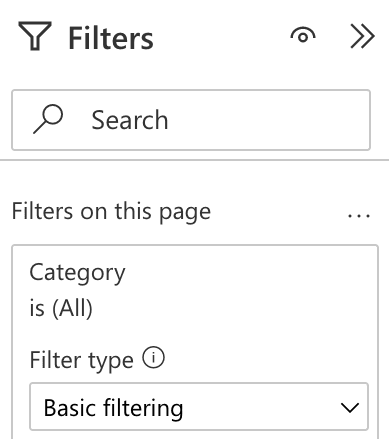 Filters
Search
Filters on this page
Category
is (All)
Filter type
Basic filtering